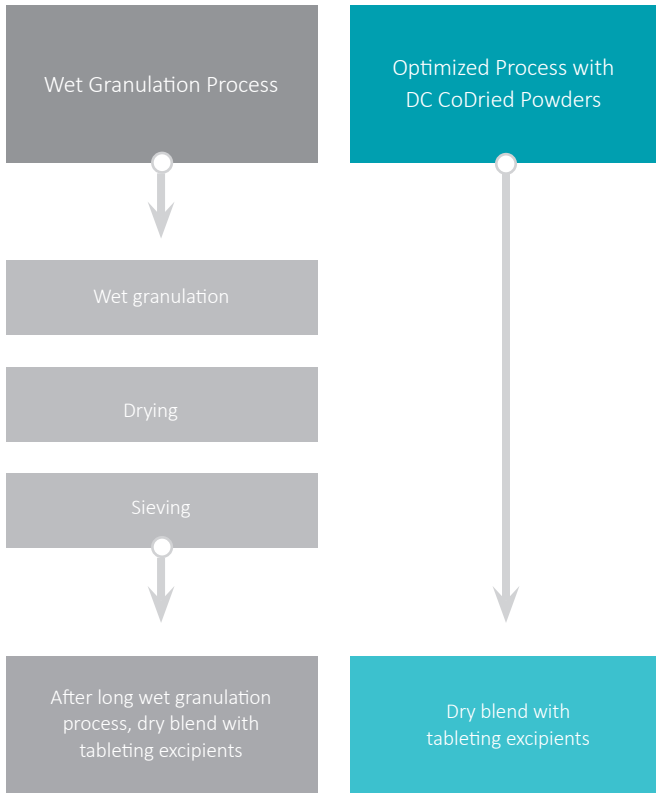 Wet Granulation Process
Optimized Process with
DC CoDried Powders
Wet granulation
Drying
Sieving
After long wet granulation
process, dry blend with
tableting excipients
Dry blend with
tableting excipients